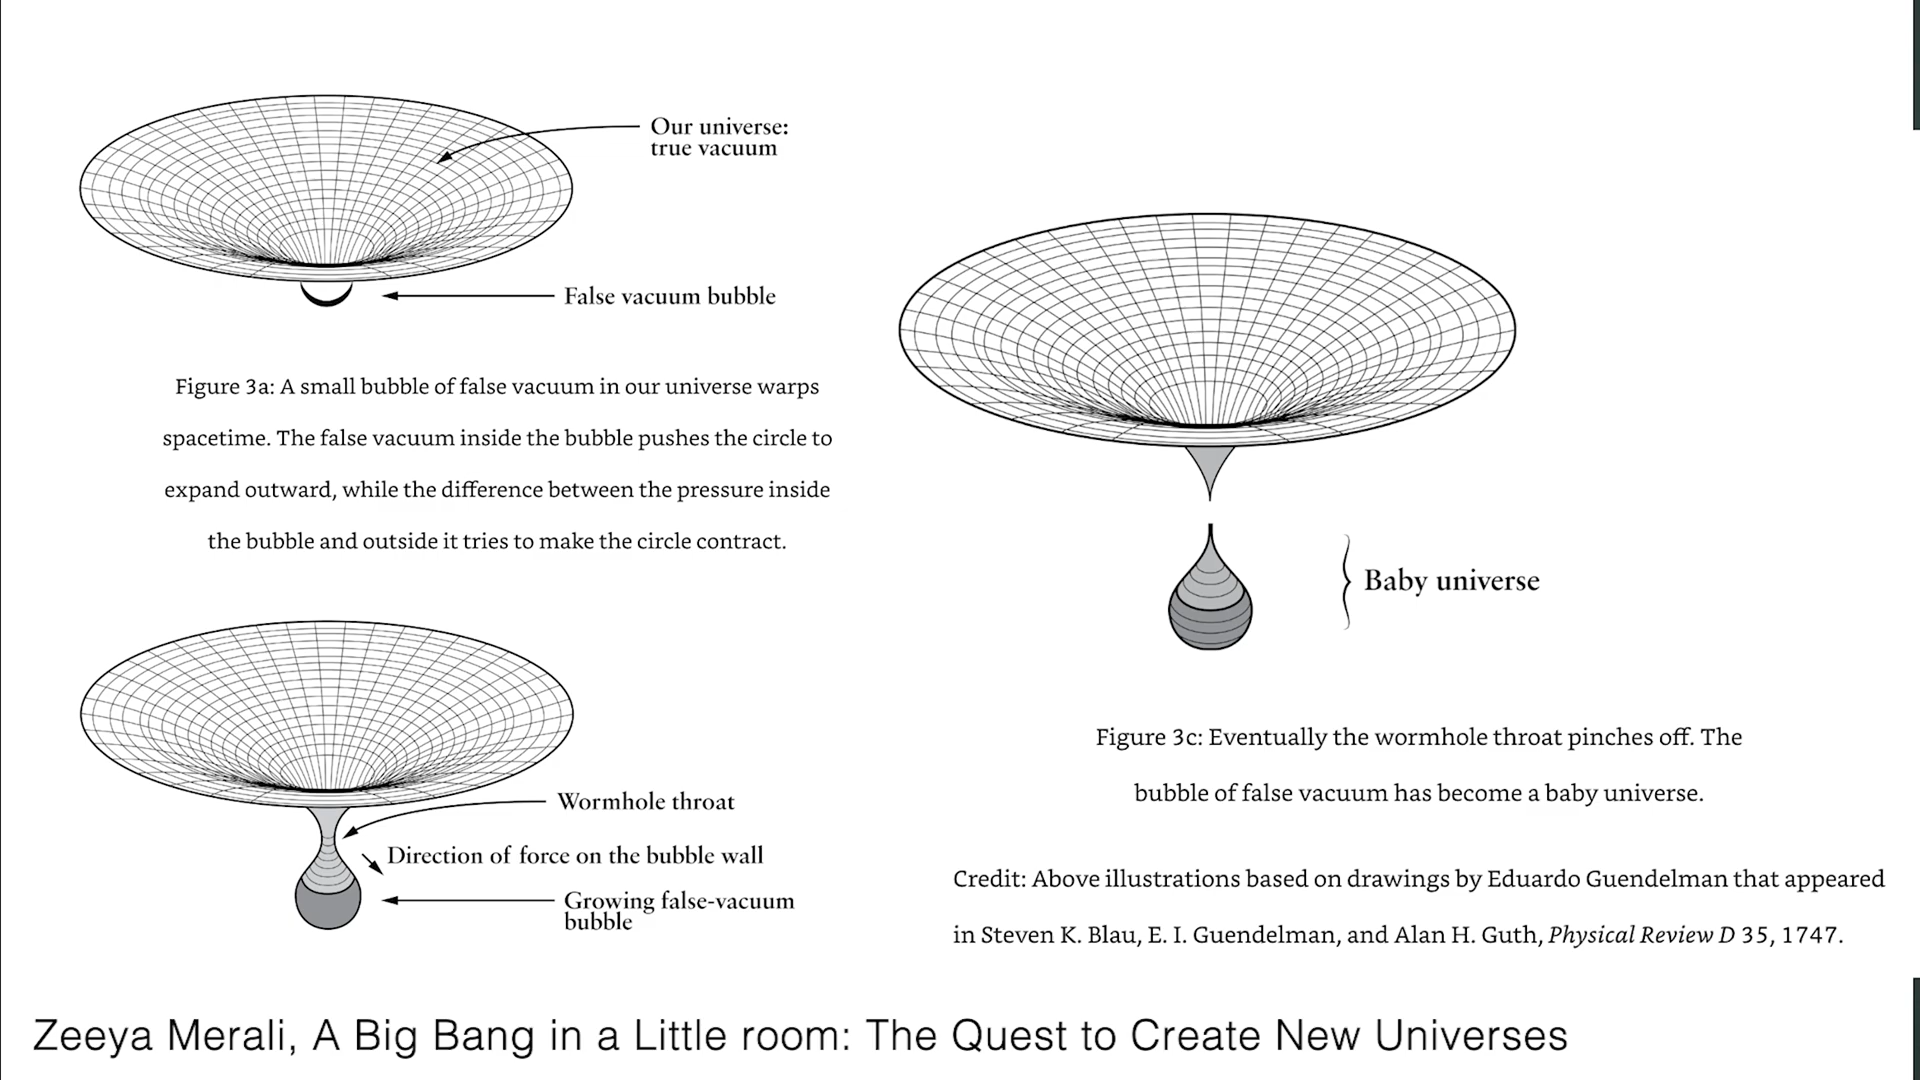 Our universe:
true vacuum
False vacuum bubble
Figure 3a: A small bubble of false vacuum in our universe warps
spacetime. The false vacuum inside the bubble pushes the circle to
expand outward, while the difference between the pressure inside
the bubble and outside it tries to make the circle contract.
Wormhole throat
Direction of force on the bubble wall
Growing false-vacuum
bubble
Baby universe
Figure 3c: Eventually the wormhole throat pinches off. The
bubble of false vacuum has become a baby universe.
Credit: Above illustrations based on drawings by Eduardo Guendelman that appeared
in Steven K. Blau, E. I. Guendelman, and Alan H. Guth, Physical Review D 35, 1747.
Zeeya Merali, A Big Bang in a Little room: The Quest to Create New Universes